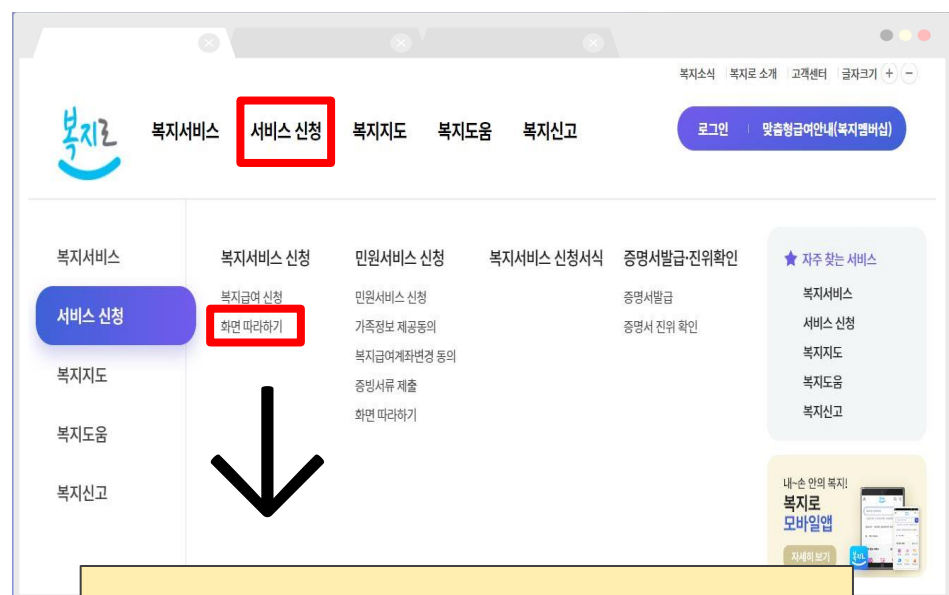 복지소식 복지로 소개 고객센터 글자크기 + -
복지로 복지서비스 서비스 신청 복지지도 복지도움 복지신고 로그인 맞춤형급여안내(복지멤버십)
복지서비스
서비스 신청
복지지도
복지도움
복지신고
복지서비스 신청
복지급여 신청
화면 따라하기
민원서비스 신청
민원서비스 신청
가족정보 제공동의
복지급여계좌변경 동의
증빙서류 제출
화면 따라하기
복지서비스 신청서식
증명서발급·진위확인
증명서발급
증명서 진위 확인
자주 찾는 서비스
복지서비스
서비스 신청
복지지도
복지도움
복지신고
내~손 안의 복지!
복지로
모바일앱
자세히 보기